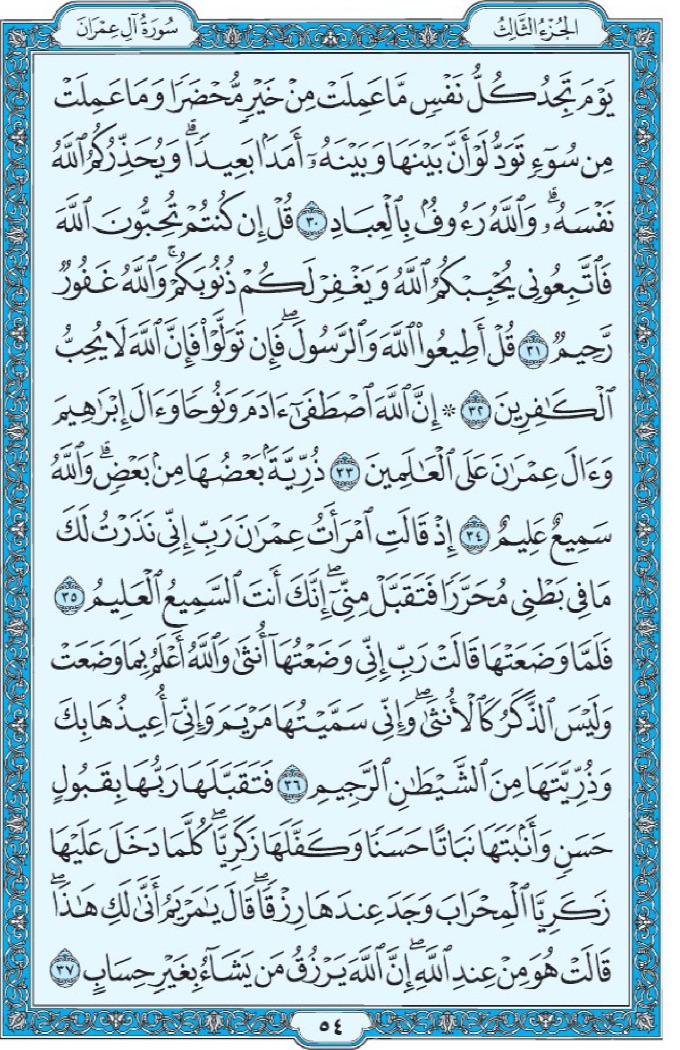 الجُزْءُ الثَّالِثُ
سُورَةُ آلِ عِمْرَانَ
يَوْمَ تَجِدُ كُلُّ نَفْسٖ مَّا عَمِلَتْ مِنْ خَيْرٖ مُّحْضَرٗا وَمَا عَمِلَتْ
مِن سُوٓءٖ تَوَدُّ لَوْ أَنَّ بَيْنَهَا وَبَيْنَهُۥٓ أَمَدَۢا بَعِيدٗاۗ وَيُحَذِّرُكُمُ ٱللَّهُ
نَفْسَهُۥۗ وَٱللَّهُ رَءُوفُۢ بِٱلْعِبَادِ ٣٠ قُلْ إِن كُنتُمْ تُحِبُّونَ ٱللَّهَ
فَٱتَّبِعُونِي يُحْبِبْكُمُ ٱللَّهُ وَيَغْفِرْ لَكُمْ ذُنُوبَكُمْۚ وَٱللَّهُ غَفُورٞ
رَّحِيمٞ ٣١ قُلْ أَطِيعُوا۟ ٱللَّهَ وَٱلرَّسُولَۖ فَإِن تَوَلَّوْا۟ فَإِنَّ ٱللَّهَ لَا يُحِبُّ
ٱلْكَٰفِرِينَ ٣٢ ۞ إِنَّ ٱللَّهَ ٱصْطَفَىٰٓ ءَادَمَ وَنُوحٗا وَءَالَ إِبْرَٰهِيمَ
وَءَالَ عِمْرَٰنَ عَلَى ٱلْعَٰلَمِينَ ٣٣ ذُرِّيَّةَۢ بَعْضُهَا مِنۢ بَعْضٖۗ وَٱللَّهُ
سَمِيعٌ عَلِيمٌ ٣٤ إِذْ قَالَتِ ٱمْرَأَتُ عِمْرَٰنَ رَبِّ إِنِّي نَذَرْتُ لَكَ
مَا فِي بَطْنِي مُحَرَّرٗا فَتَقَبَّلْ مِنِّيٓۖ إِنَّكَ أَنتَ ٱلسَّمِيعُ ٱلْعَلِيمُ ٣٥
فَلَمَّا وَضَعَتْهَا قَالَتْ رَبِّ إِنِّي وَضَعْتُهَآ أُنثَىٰ وَٱللَّهُ أَعْلَمُ بِمَا وَضَعَتْ
وَلَيْسَ ٱلذَّكَرُ كَٱلْأُنثَىٰۖ وَإِنِّي سَمَّيْتُهَا مَرْيَمَ وَإِنِّيٓ أُعِيذُهَا بِكَ
وَذُرِّيَّتَهَا مِنَ ٱلشَّيْطَٰنِ ٱلرَّجِيمِ ٣٦ فَتَقَبَّلَهَا رَبُّهَا بِقَبُولٍ
حَسَنٖ وَأَنۢبَتَهَا نَبَاتًا حَسَنٗا وَكَفَّلَهَا زَكَرِيَّاۖ كُلَّمَا دَخَلَ عَلَيْهَا
زَكَرِيَّا ٱلْمِحْرَابَ وَجَدَ عِندَهَا رِزْقٗاۖ قَالَ يَٰمَرْيَمُ أَنَّىٰ لَكِ هَٰذَاۖ
قَالَتْ هُوَ مِنْ عِندِ ٱللَّهِۖ إِنَّ ٱللَّهَ يَرْزُقُ مَن يَشَآءُ بِغَيْرِ حِسَابٍ ٣٧
٥٤